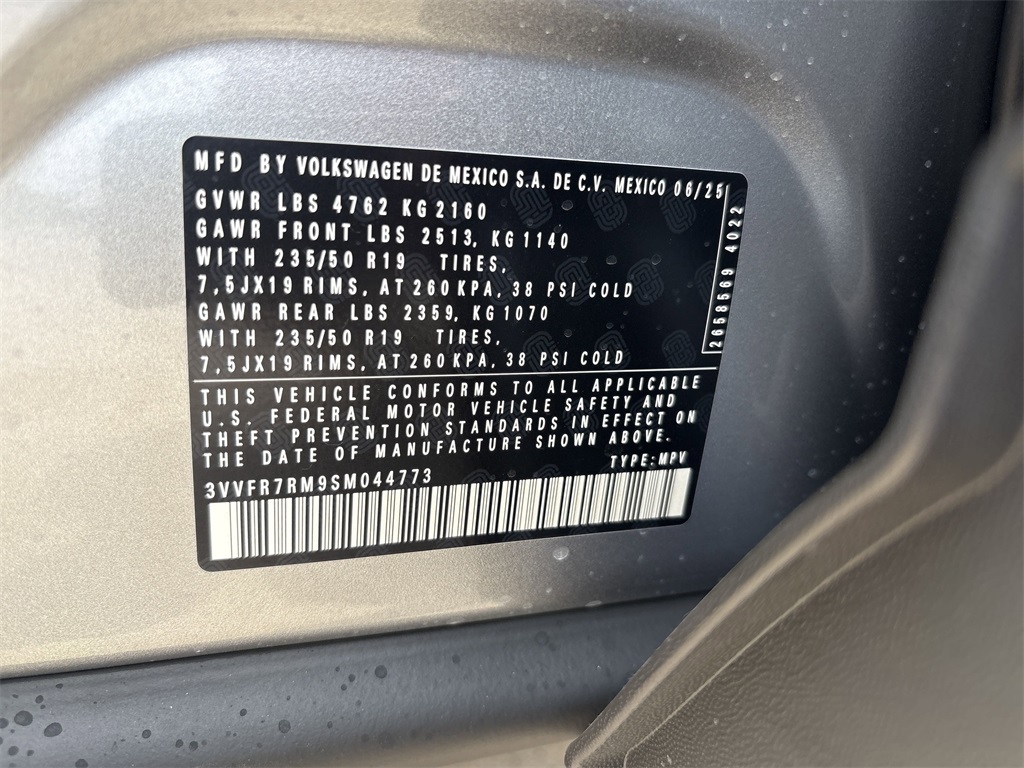 MFD BY VOLKSWAGEN DE MEXICO S.A. DE C.V. MEXICO 06/25
GVWR LBS 4762 KG 2160
GAWR FRONT LBS 2513, KG 1140
WITH 235/50 R19 TIRES,
7,5JX19 RIMS, AT 260 KPA, 38 PSI COLD
GAWR REAR LBS 2359, KG 1070
WITH 235/50 R19 TIRES,
7,5JX19 RIMS, AT 260 KPA, 38 PSI COLD
2658569 4022
THIS VEHICLE CONFORMS TO ALL APPLICABLE
U.S. FEDERAL MOTOR VEHICLE SAFETY AND
THEFT PREVENTION STANDARDS IN EFFECT ON
THE DATE OF MANUFACTURE SHOWN ABOVE.
TYPE:MPV
3VVFR7RM9SM044773